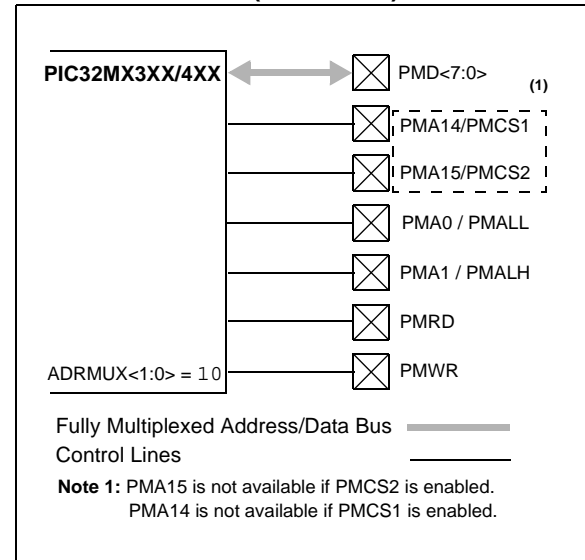 PIC32MX3XX/4XX
PMD<7:0>
(1)
PMA14/PMCS1
PMA15/PMCS2
PMA0 / PMALL
PMA1 / PMALH
PMRD
ADRMUX<1:0> = 10
PMWR
Fully Multiplexed Address/Data Bus
Control Lines
Note 1: PMA15 is not available if PMCS2 is enabled.
PMA14 is not available if PMCS1 is enabled.